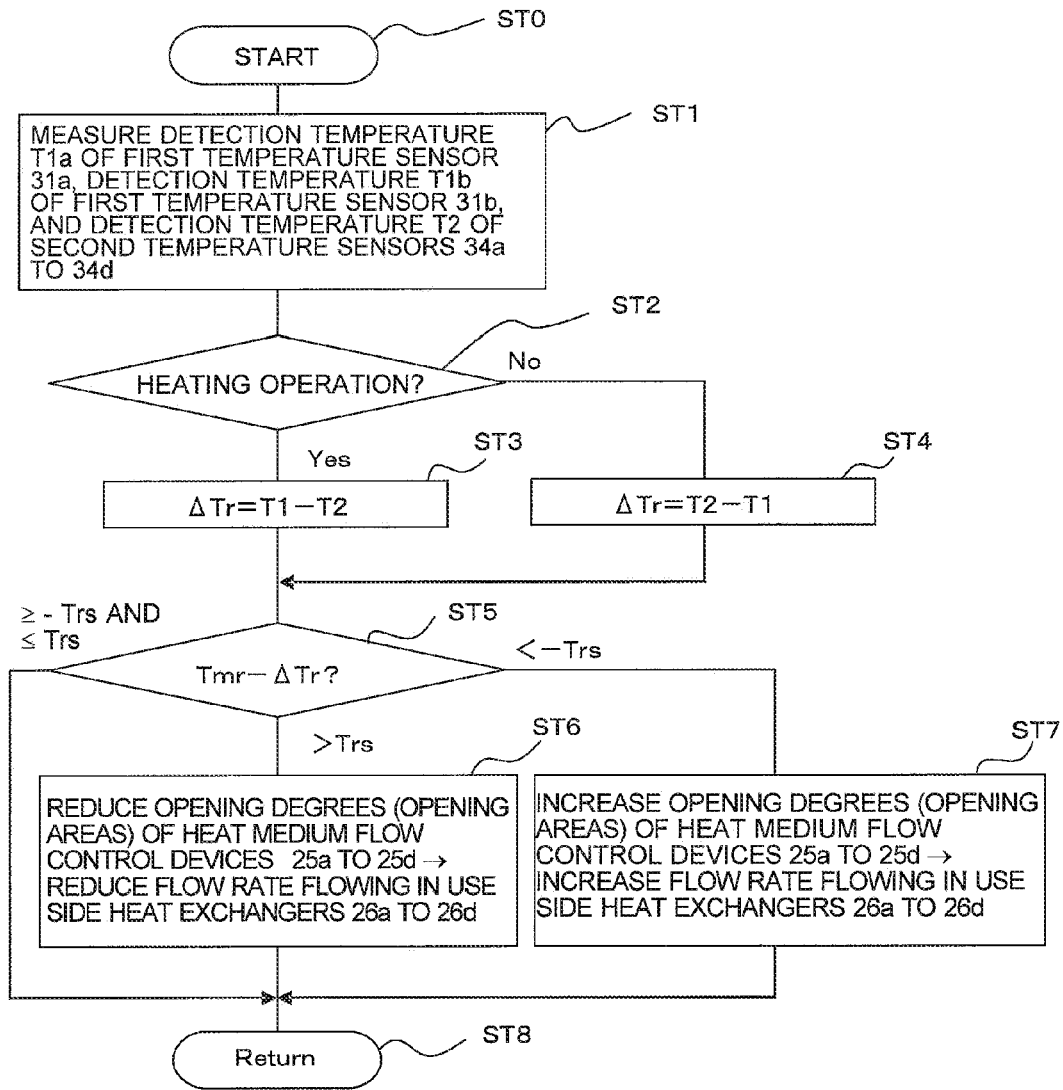 ST0
START
ST1
MEASURE DETECTION TEMPERATURE
T1a OF FIRST TEMPERATURE SENSOR
31a, DETECTION TEMPERATURE T1b
OF FIRST TEMPERATURE SENSOR 31b,
AND DETECTION TEMPERATURE T2 OF
SECOND TEMPERATURE SENSORS 34a
TO 34d
ST2
HEATING OPERATION?
No
Yes
ST3
ΔTr=T1−T2
ST4
ΔTr=T2−T1
≥ - Trs AND
≤ Trs
ST5
Tmr−ΔTr?
<−Trs
>Trs
ST6
REDUCE OPENING DEGREES (OPENING
AREAS) OF HEAT MEDIUM FLOW
CONTROL DEVICES 25a TO 25d →
REDUCE FLOW RATE FLOWING IN USE
SIDE HEAT EXCHANGERS 26a TO 26d
ST7
INCREASE OPENING DEGREES (OPENING
AREAS) OF HEAT MEDIUM FLOW
CONTROL DEVICES 25a TO 25d →
INCREASE FLOW RATE FLOWING IN USE
SIDE HEAT EXCHANGERS 26a TO 26d
Return
ST8